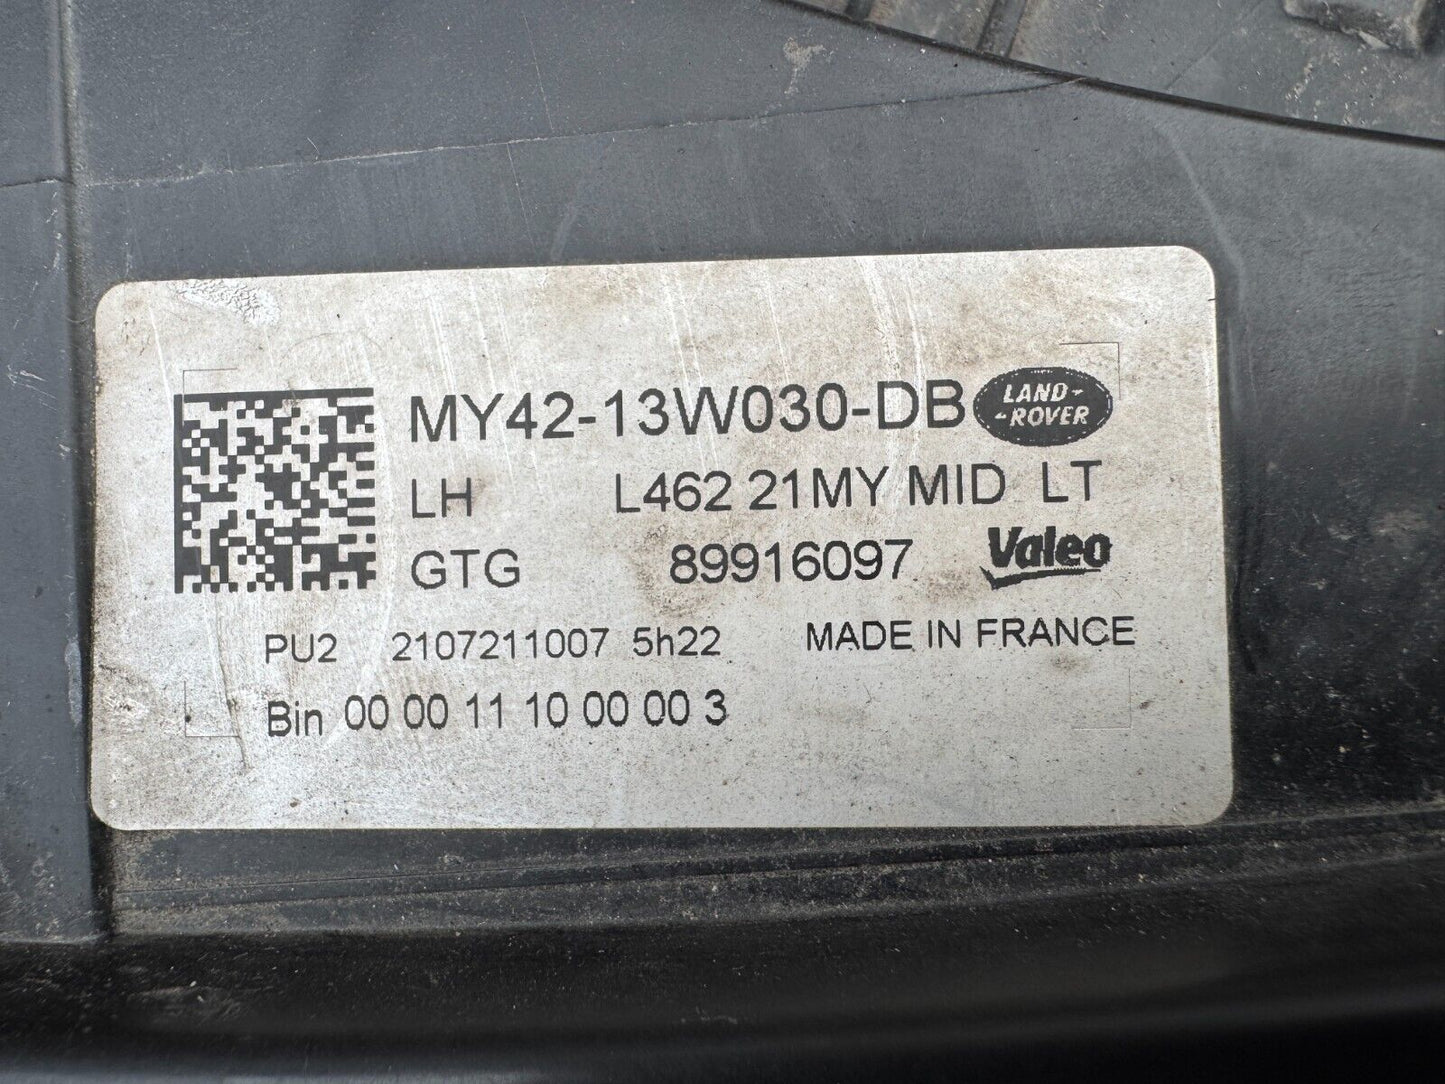 MY42-13W030-DB LAND-
-ROVER
LH L462 21MY MID LT
GTG 89916097 Valeo
PU2 2107211007 5h22 MADE IN FRANCE
Bin 00 00 11 10 00 00 3